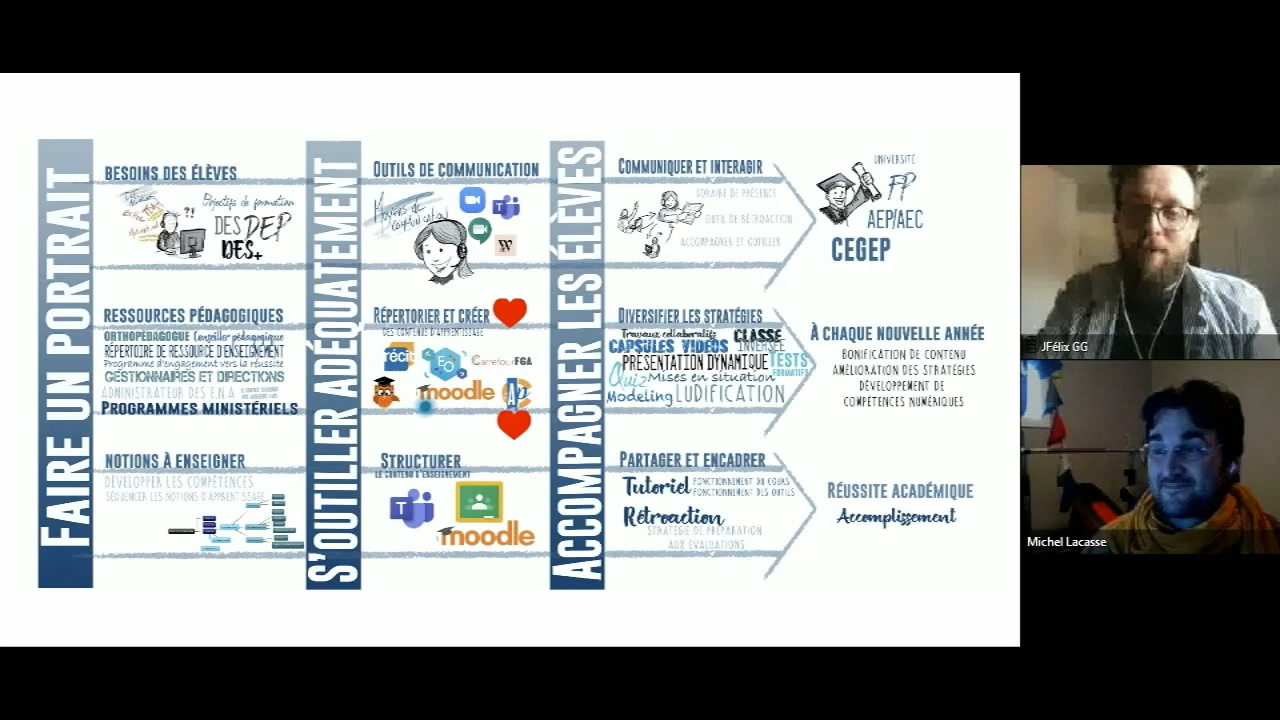 FAIRE UN PORTRAIT
BESOINS DES ÉLÈVES
?!
Objectifs de formation
DES DEP
DES+
RESSOURCES PÉDAGOGIQUES
ORTHOPÉDAGOGUE Conseiller pédagogique
RÉPERTOIRE DE RESSOURCE D'ENSEIGNEMENT
Programme d'engagement vers la réussite
GESTIONNAIRES ET DIRECTIONS
ADMINISTRATEUR DES E.N.A
PROGRAMMES MINISTÉRIELS
NOTIONS À ENSEIGNER
DÉVELOPPER LES COMPÉTENCES
SÉQUENCER LES NOTIONS D'APPRENTISSAGE
S'OUTILLER ADÉQUATEMENT
OUTILS DE COMMUNICATION
W
RÉPERTORIER ET CRÉER
DES CONTENUS D'APPRENTISSAGE
récit
CarrefourFGA
moodle
STRUCTURER
LE CONTENU D'ENSEIGNEMENT
moodle
ACCOMPAGNER LES ÉLÈVES
COMMUNIQUER ET INTERAGIR
HORAIRE DE PRÉSENCE
OUTIL DE RÉTROACTION
ACCOMPAGNER ET OUTILLER
DIVERSIFIER LES STRATÉGIES
Travaux collaboratifs
CLASSE
INVERSÉE
CAPSULES VIDÉOS
PRÉSENTATION DYNAMIQUE
TESTS
FORMATIFS
Quiz
Mises en situation
Modeling
LUDIFICATION
PARTAGER ET ENCADRER
Tutoriel
FONCTIONNEMENT DU COURS
FONCTIONNEMENT DES OUTILS
Rétroaction
STRATÉGIE DE PRÉPARATION
AUX ÉVALUATIONS
UNIVERSITÉ
FP
AEP/AEC
CEGEP
À CHAQUE NOUVELLE ANNÉE
BONIFICATION DE CONTENU
AMÉLIORATION DES STRATÉGIES
DÉVELOPPEMENT DE
COMPÉTENCES NUMÉRIQUES
RÉUSSITE ACADÉMIQUE
Accomplissement
JFélix GG
Michel Lacasse